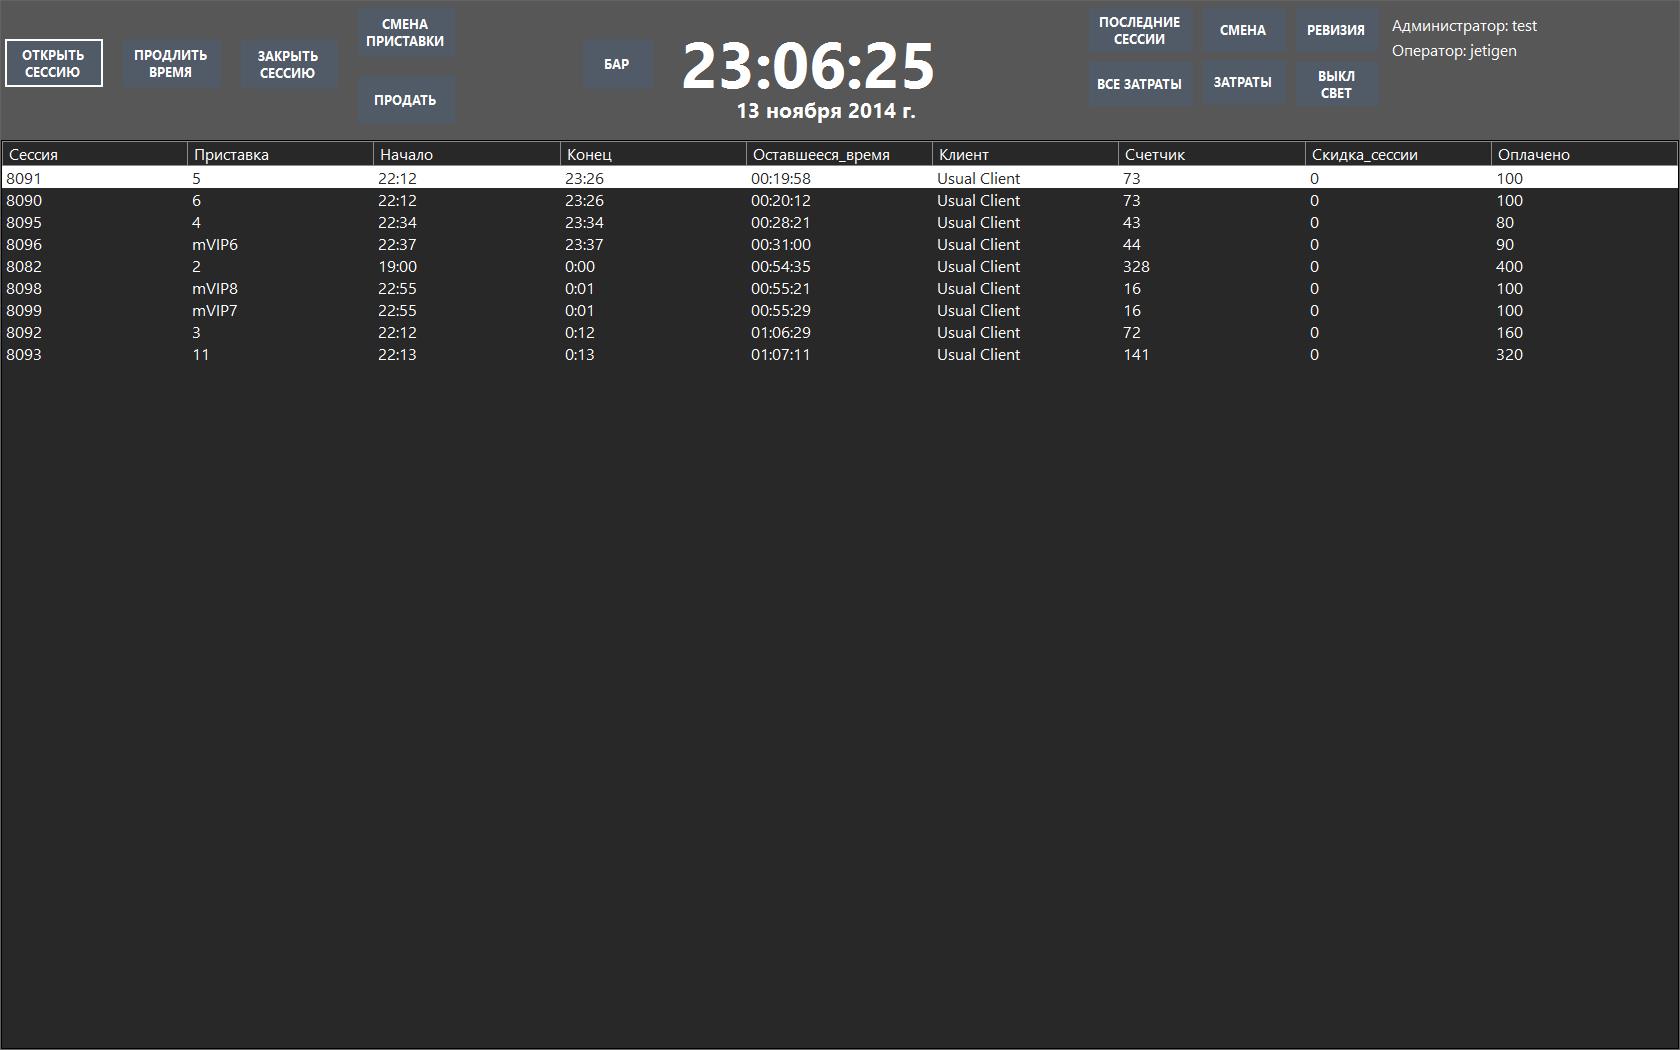 ОТКРЫТЬ
СЕССИЮ
ПРОДЛИТЬ
ВРЕМЯ
ЗАКРЫТЬ
СЕССИЮ
СМЕНА
ПРИСТАВКИ
ПРОДАТЬ
БАР
23:06:25
13 ноября 2014 г.
ПОСЛЕДНИЕ
СЕССИИ
СМЕНА
РЕВИЗИЯ
ВСЕ ЗАТРАТЫ
ЗАТРАТЫ
ВЫКЛ
СВЕТ
Администратор: test
Оператор: jetigen
Сессия Приставка Начало Конец Оставшееся_время Клиент Счетчик Скидка_сессии Оплачено
8091 5 22:12 23:26 00:19:58 Usual Client 73 0 100
8090 6 22:12 23:26 00:20:12 Usual Client 73 0 100
8095 4 22:34 23:34 00:28:21 Usual Client 43 0 80
8096 mVIP6 22:37 23:37 00:31:00 Usual Client 44 0 90
8082 2 19:00 0:00 00:54:35 Usual Client 328 0 400
8098 mVIP8 22:55 0:01 00:55:21 Usual Client 16 0 100
8099 mVIP7 22:55 0:01 00:55:29 Usual Client 16 0 100
8092 3 22:12 0:12 01:06:29 Usual Client 72 0 160
8093 11 22:13 0:13 01:07:11 Usual Client 141 0 320